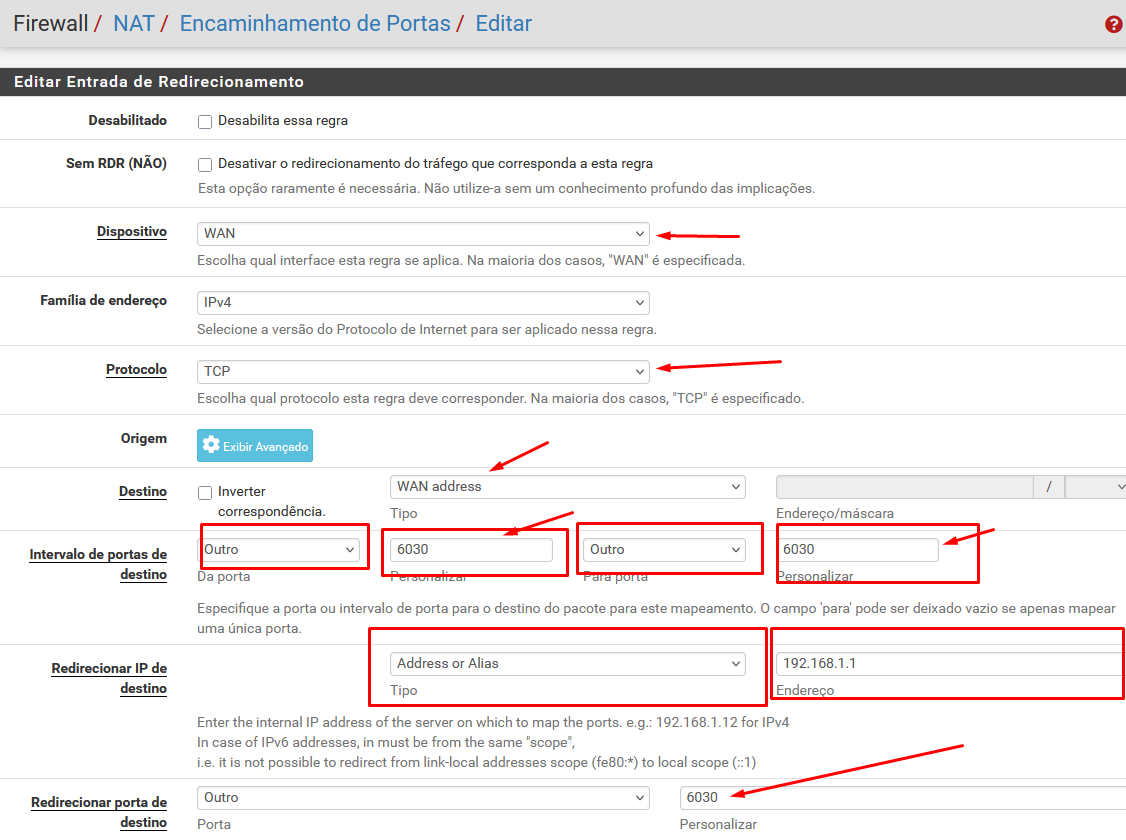 Firewall / NAT / Encaminhamento de Portas / Editar
Editar Entrada de Redirecionamento
Desabilitado Desabilita essa regra
Sem RDR (NÃO) Desativar o redirecionamento do tráfego que corresponda a esta regra
Esta opção raramente é necessária. Não utilize-a sem um conhecimento profundo das implicações.
Dispositivo WAN
Escolha qual interface esta regra se aplica. Na maioria dos casos, "WAN" é especificada.
Família de endereço IPv4
Selecione a versão do Protocolo de Internet para ser aplicado nessa regra.
Protocolo TCP
Escolha qual protocolo esta regra deve corresponder. Na maioria dos casos, "TCP" é especificado.
Origem Exibir Avançado
Destino Inverter correspondência. WAN address /
Tipo Endereço/máscara
Intervalo de portas de destino Outro 6030 Outro 6030
Da porta Personalizar Para porta Personalizar
Especifique a porta ou intervalo de porta para o destino do pacote para este mapeamento. O campo 'para' pode ser deixado vazio se apenas mapear
uma única porta.
Redirecionar IP de destino Address or Alias 192.168.1.1
Tipo Endereço
Enter the internal IP address of the server on which to map the ports. e.g.: 192.168.1.12 for IPv4
In case of IPv6 addresses, in must be from the same "scope",
i.e. it is not possible to redirect from link-local addresses scope (fe80:*) to local scope (::1)
Redirecionar porta de destino Outro 6030
Porta Personalizar